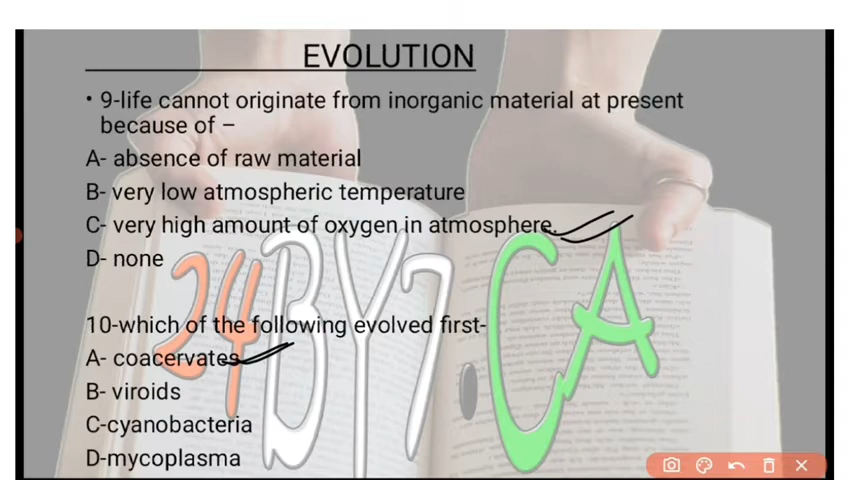 EVOLUTION
• 9-life cannot originate from inorganic material at present
because of –
A- absence of raw material
B- very low atmospheric temperature
C- very high amount of oxygen in atmosphere.
D- none
10-which of the following evolved first-
A- coacervates
B- viroids
C-cyanobacteria
D-mycoplasma
24BY7.CA